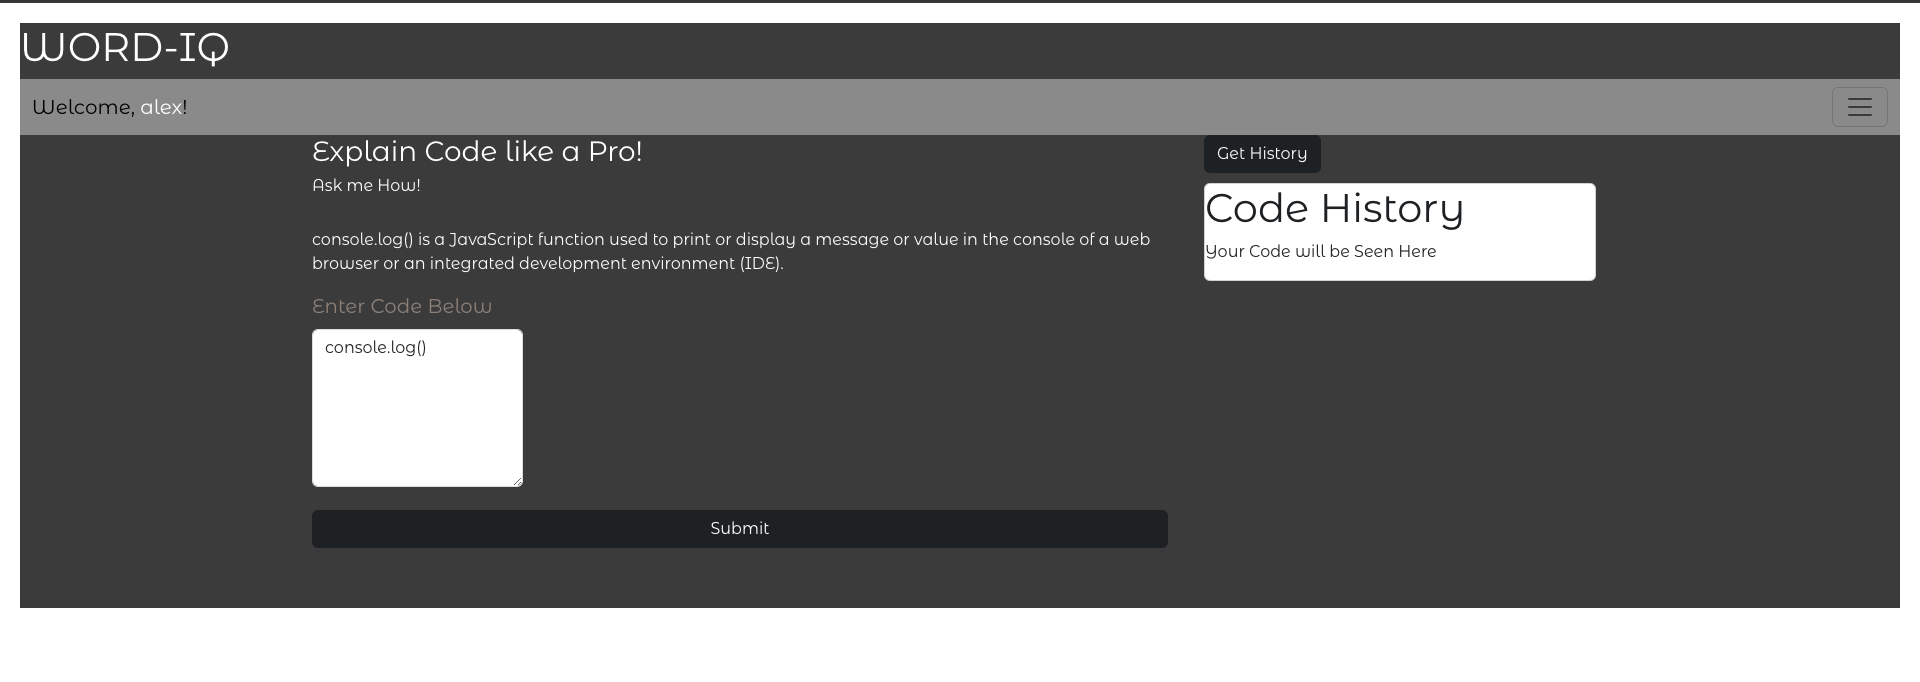 WORD-IQ
Welcome, alex!
Explain Code like a Pro!
Ask me How!
console.log() is a JavaScript function used to print or display a message or value in the console of a web
browser or an integrated development environment (IDE).
Enter Code Below
console.log()
Submit
Get History
Code History
Your Code will be Seen Here